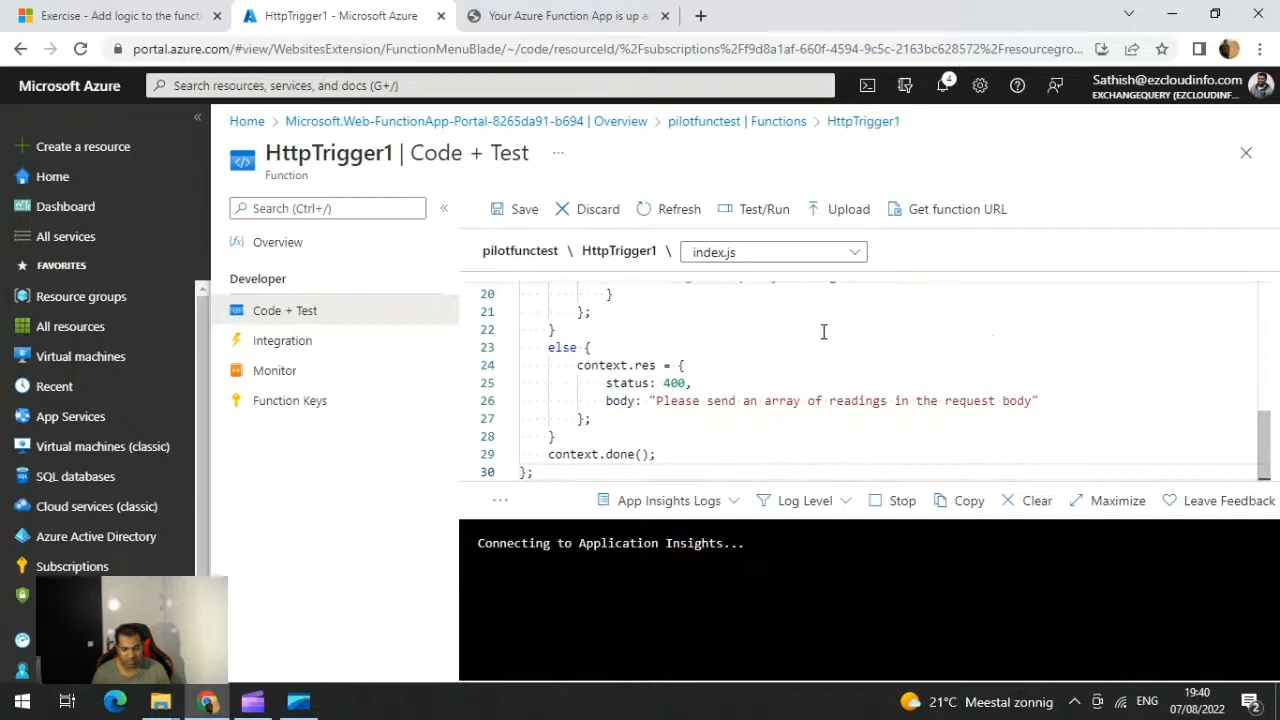 Exercise - Add logic to the functi
HttpTrigger1 - Microsoft Azure
Your Azure Function App is up a
portal.azure.com/#view/WebsitesExtension/FunctionMenuBlade/~/code/resourceId/%2Fsubscriptions%2Ff9d8a1af-660f-4594-9c5c-2163bc628572%2Fresourcegro...
Microsoft Azure
Search resources, services, and docs (G+/)
4
Sathish@ezcloudinfo.com
EXCHANGEQUERY (EZCLOUDINF...
Home > Microsoft.Web-FunctionApp-Portal-8265da91-b694 | Overview > pilotfunctest | Functions > HttpTrigger1
HttpTrigger1 | Code + Test ...
Function
Create a resource
Home
Dashboard
All services
FAVORITES
Resource groups
All resources
Virtual machines
Recent
App Services
Virtual machines (classic)
SQL databases
Cloud services (classic)
Azure Active Directory
Subscriptions
Search (Ctrl+/)
Overview
Developer
Code + Test
Integration
Monitor
Function Keys
Save
Discard
Refresh
Test/Run
Upload
Get function URL
pilotfunctest \ HttpTrigger1 \ index.js
20 }
21 };
22 }
23 else {
24 context.res = {
25 status: 400,
26 body: "Please send an array of readings in the request body"
27 };
28 }
29 context.done();
30 };
... App Insights Logs Log Level Stop Copy Clear Maximize Leave Feedback
Connecting to Application Insights...
21°C Meestal zonnig
ENG
19:40
07/08/2022
2